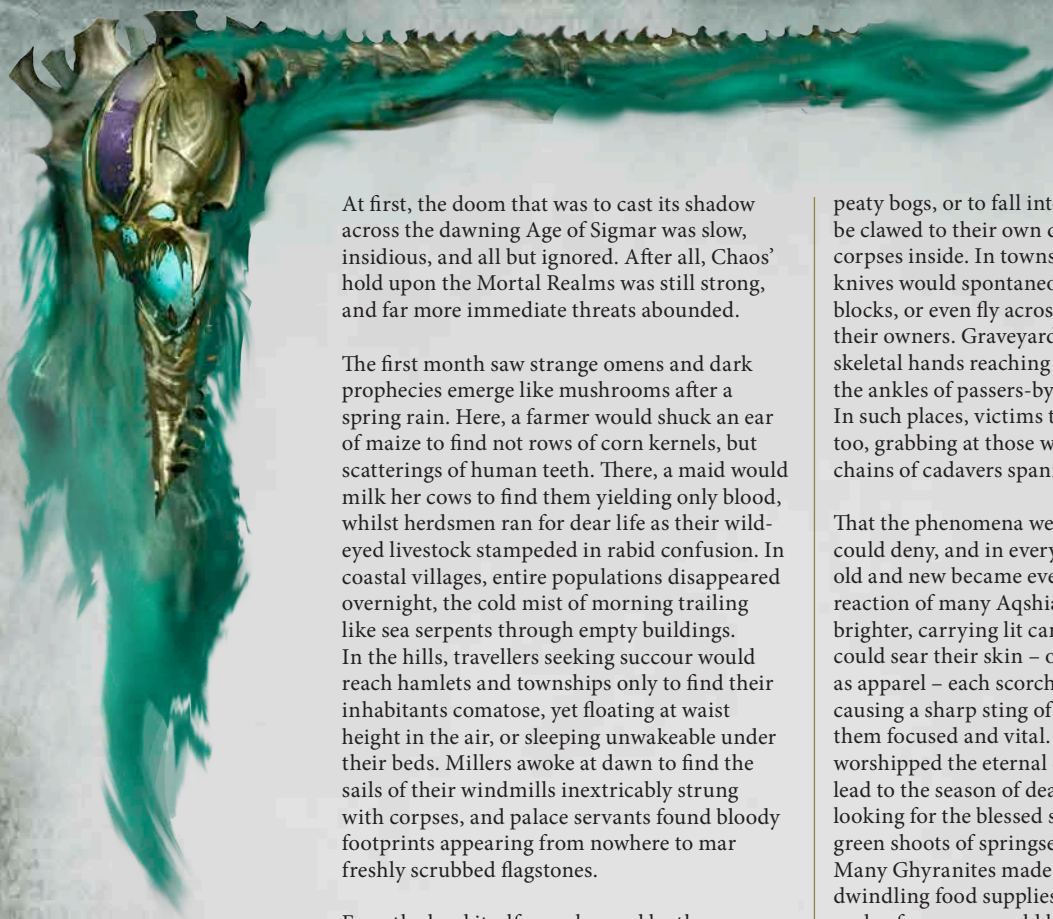 At first, the doom that was to cast its shadow
across the dawning Age of Sigmar was slow,
insidious, and all but ignored. After all, Chaos’
hold upon the Mortal Realms was still strong,
and far more immediate threats abounded.
The first month saw strange omens and dark
prophecies emerge like mushrooms after a
spring rain. Here, a farmer would shuck an ear
of maize to find not rows of corn kernels, but
scatterings of human teeth. There, a maid would
milk her cows to find them yielding only blood,
whilst herdsmen ran for dear life as their wild-
eyed livestock stampeded in rabid confusion. In
coastal villages, entire populations disappeared
overnight, the cold mist of morning trailing
like sea serpents through empty buildings.
In the hills, travellers seeking succour would
reach hamlets and townships only to find their
inhabitants comatose, yet floating at waist
height in the air, or sleeping unwakeable under
their beds. Millers awoke at dawn to find the
sails of their windmills inextricably strung
with corpses, and palace servants found bloody
footprints appearing from nowhere to mar
freshly scrubbed flagstones.
peaty bogs, or to fall
be clawed to their own
corpses inside. In towns
knives would
blocks, or even fly
their owners.
skeletal hands reaching
the ankles of passers-by
In such places, victims
too, grabbing at those
chains of cadavers
That the phenomena
could deny, and in
old and new became
reaction of many
brighter, carrying lit
could sear their skin –
as apparel – each
causing a sharp sting of
them focused and vital.
worshipped the eternal
lead to the season of
looking for the blessed
green shoots of
Many Ghyranites made
dwindling food supplies